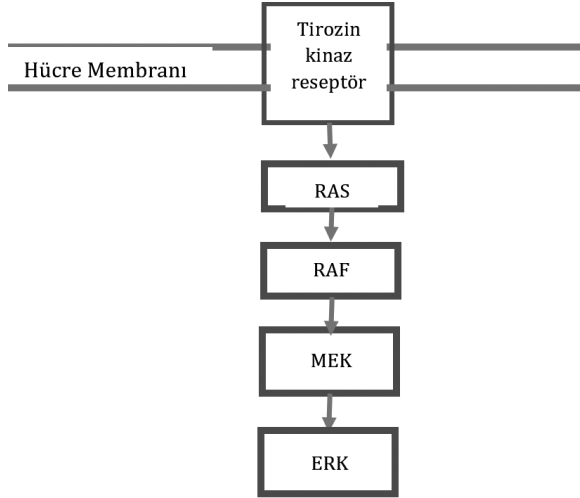 Tirozin
kinaz
reseptör
Hücre Membranı
RAS
RAF
MEK
ERK